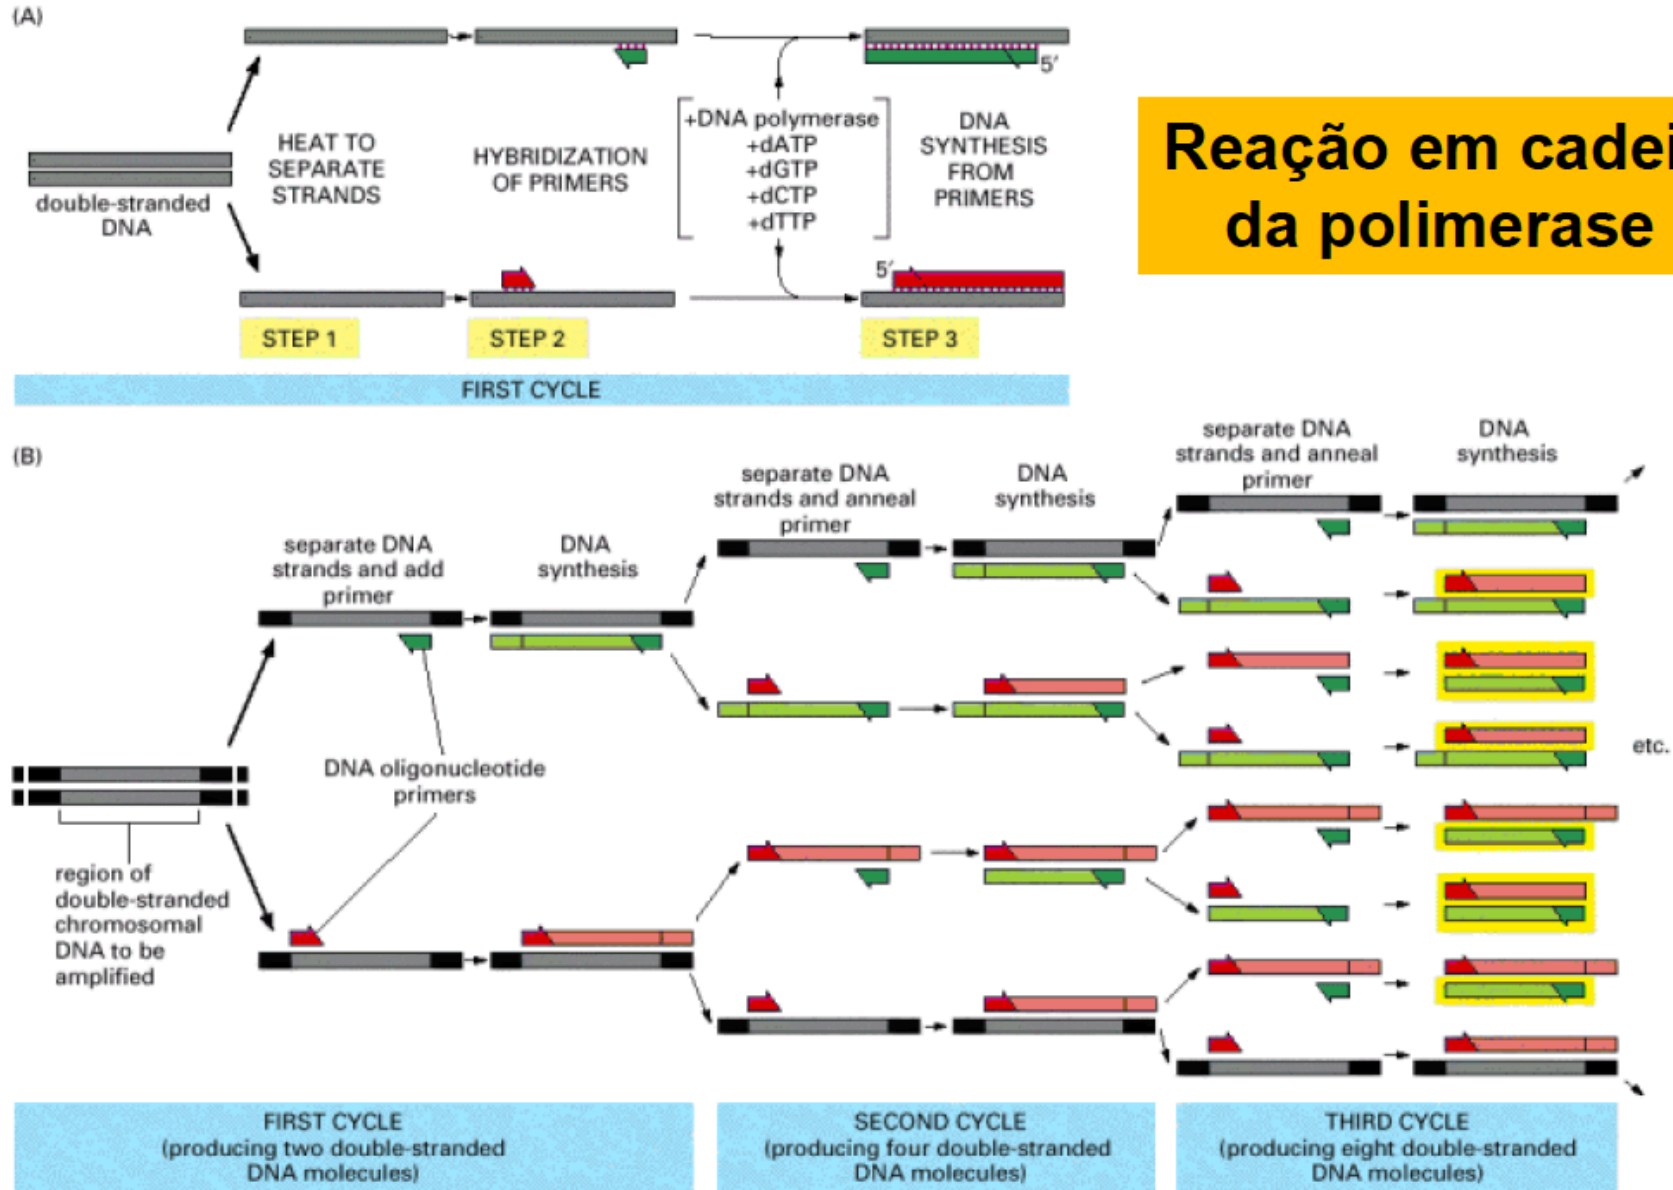 (A)
HEAT TO
SEPARATE
STRANDS
HYBRIDIZATION
OF PRIMERS
+DNA polymerase
+dATP
+dGTP
+dCTP
+dTTP
DNA
SYNTHESIS
FROM
PRIMERS
5′
5′
double-stranded
DNA
STEP 1
STEP 2
STEP 3
FIRST CYCLE
Reação em cadei
da polimerase
(B)
separate DNA
strands and add
primer
DNA
synthesis
separate DNA
strands and anneal
primer
DNA
synthesis
separate DNA
strands and anneal
primer
DNA
synthesis
DNA oligonucleotide
primers
region of
double-stranded
chromosomal
DNA to be
amplified
etc.
FIRST CYCLE
(producing two double-stranded
DNA molecules)
SECOND CYCLE
(producing four double-stranded
DNA molecules)
THIRD CYCLE
(producing eight double-stranded
DNA molecules)